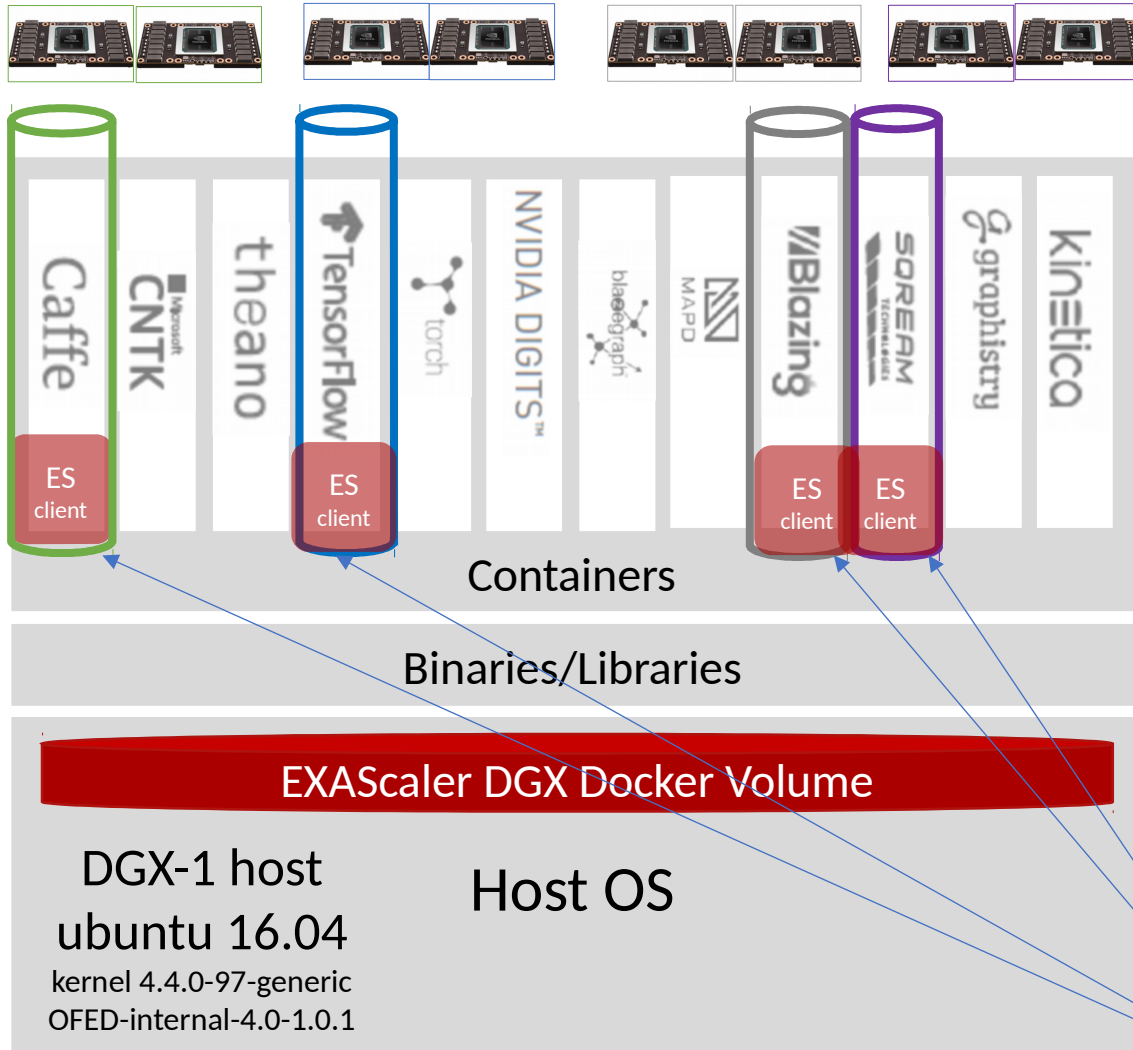 Caffe
Microsoft
CNTK
theano
TensorFlow
torch
NVIDIA DIGITS™
blazegraph
MAPD
Blazing
SQREAM
TECHNOLOGIES
graphistry
kinetica
ES
client
ES
client
ES
client
ES
client
Containers
Binaries/Libraries
EXAScaler DGX Docker Volume
DGX-1 host
ubuntu 16.04
kernel 4.4.0-97-generic
OFED-internal-4.0-1.0.1
Host OS